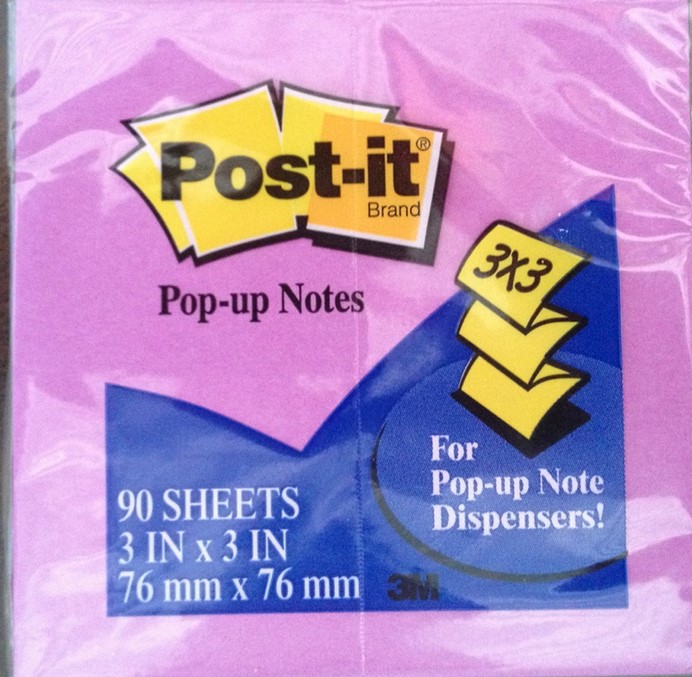 Post-it®
Brand
Pop-up Notes
3X3
For
Pop-up Note
Dispensers!
90 SHEETS
3 IN x 3 IN
76 mm x 76 mm
3M